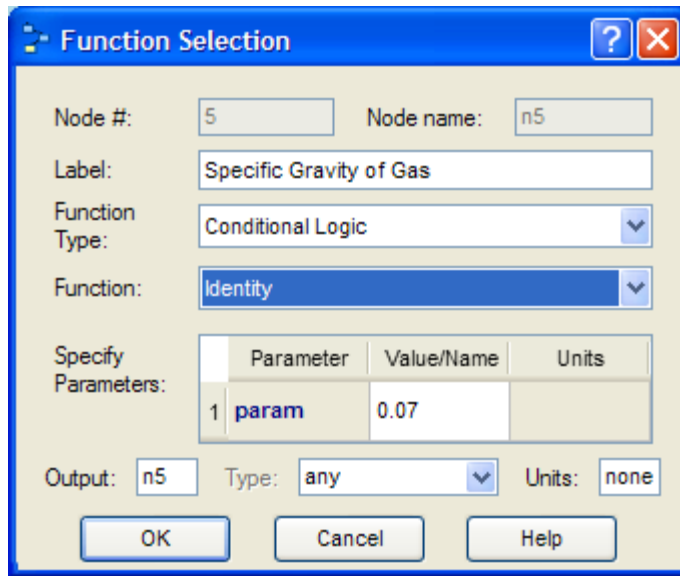 Function Selection
?
Node #: 5 Node name: n5
Label: Specific Gravity of Gas
Function
Type: Conditional Logic
Function: Identity
Specify
Parameters:
Parameter Value/Name Units
1 param 0.07
Output: n5 Type: any Units: none
OK Cancel Help